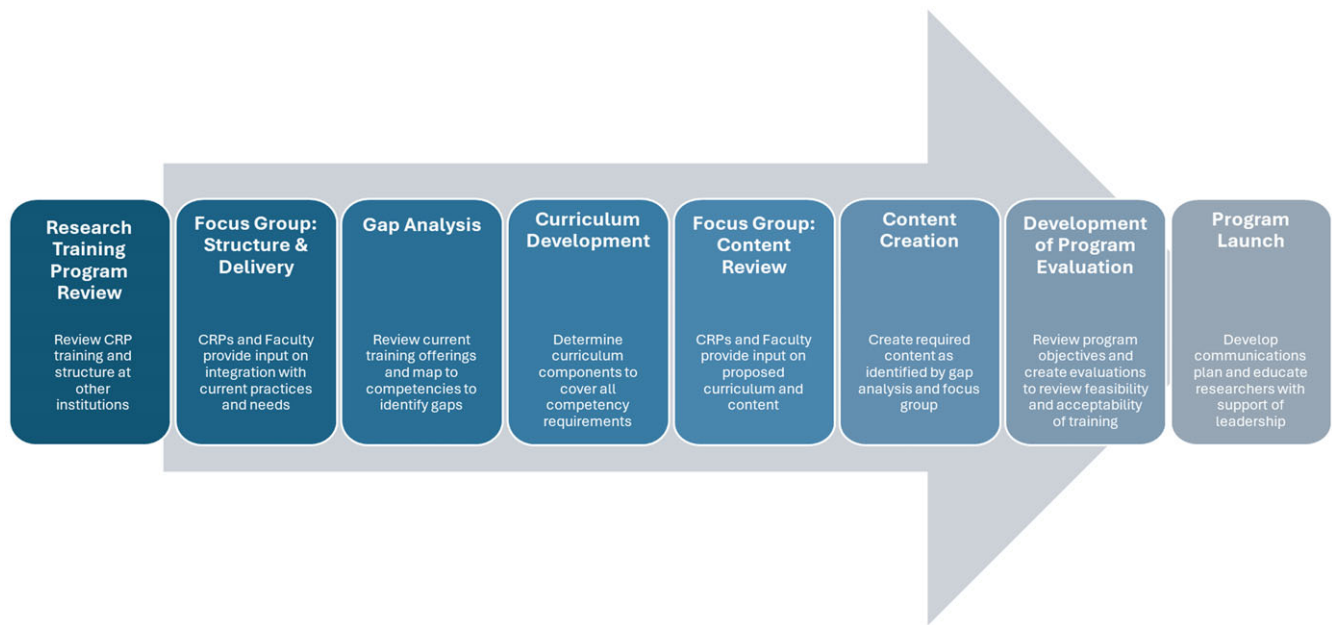 Research
Training
Program
Review
Review CRP
training and
structure at
other
institutions
Focus Group:
Structure &
Delivery
CRPs and Faculty
provide input on
integration with
current practices
and needs
Gap Analysis
Review current
training offerings
and map to
competencies to
identify gaps
Curriculum
Development
Determine
curriculum
components to
cover all
competency
requirements
Focus Group:
Content
Review
CRPs and Faculty
provide input on
proposed
curriculum and
content
Content
Creation
Create required
content as
identified by gap
analysis and focus
group
Development
of Program
Evaluation
Review program
objectives and
create evaluations
to review feasibility
and acceptability
of training
Program
Launch
Develop
communications
plan and educate
researchers with
support of
leadership